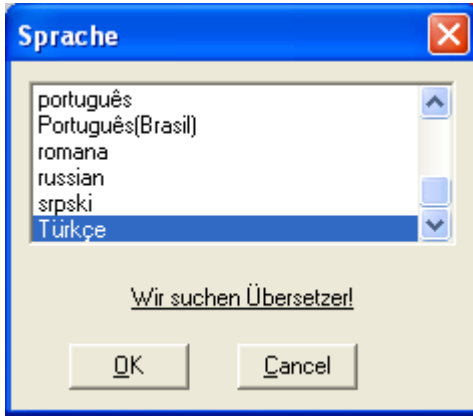 Sprache
português
Português(Brasil)
romana
russian
srpski
Türkçe
Wir suchen Übersetzer!
OK
Cancel